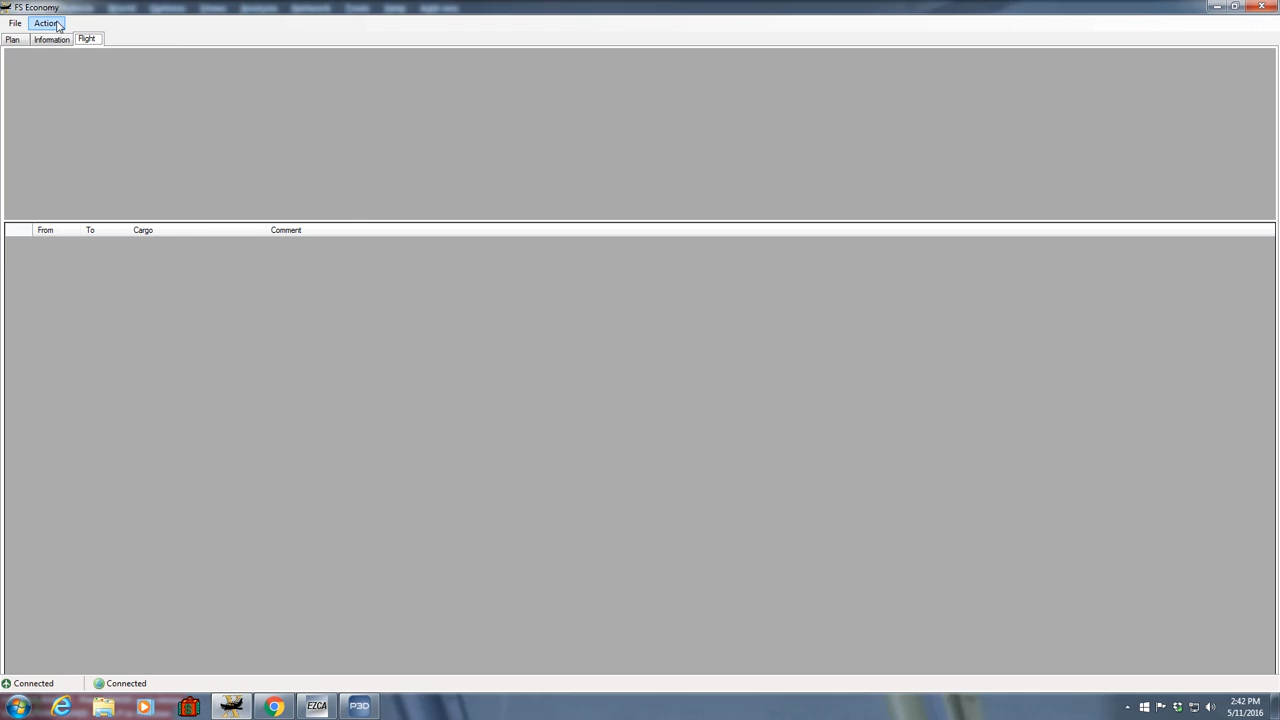 FS Economy
File Action
Plan Information Flight
From To Cargo Comment
Connected Connected
EZCA P3D
2:42 PM
5/11/2016